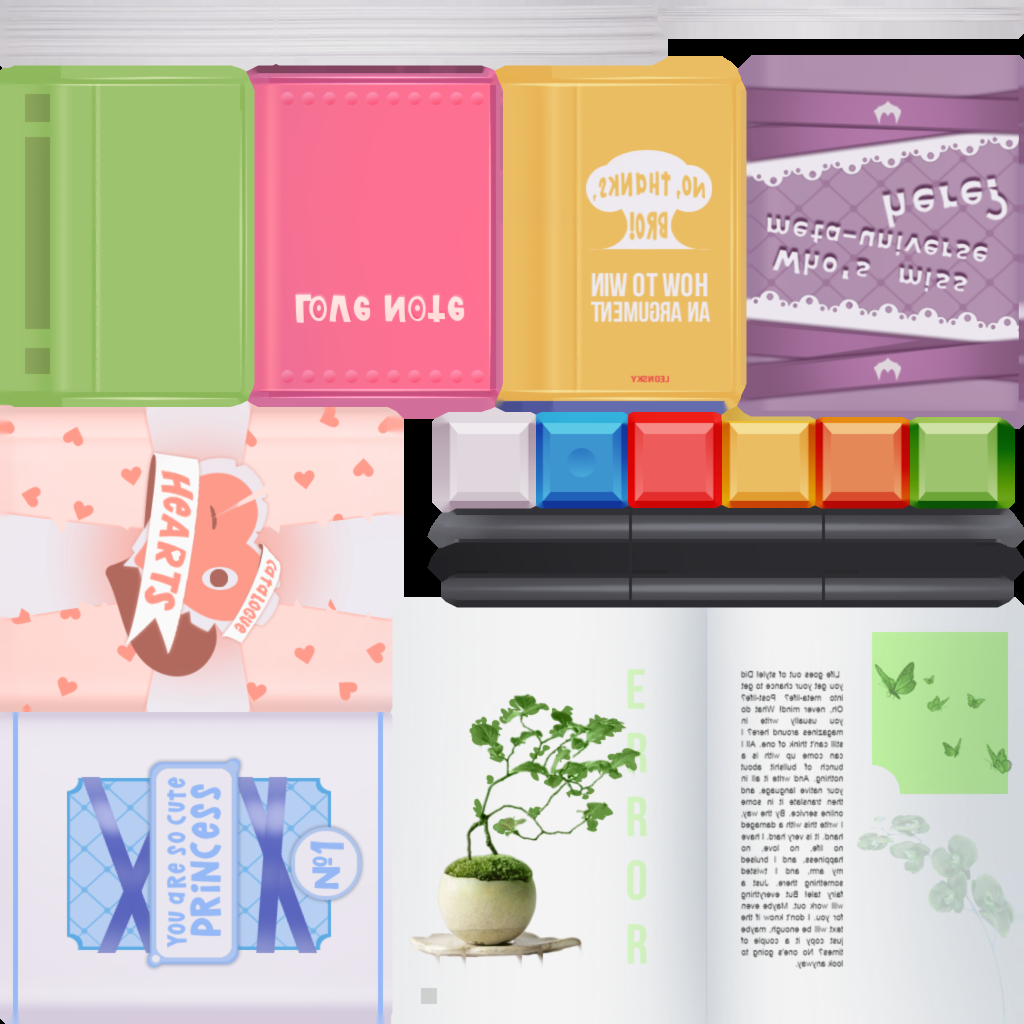 LOVE NOTE
NO, THANKS,
BRO!
HOW TO WIN
AN ARGUMENT
LEONSKY
Who's miss
meta-universe
here?
HEARTS
catalogue
YOU ARE SO CUTE
PRINCESS
№1
ERROR
Life goes out of style! Did
you get your chance to get
into meta-life? Post-life?
Oh, never mind! What do
you usually write in
magazines around here? I
still can't think of one. All I
can come up with is a
bunch of bullshit about
nothing. And write it all in
your native language, and
then translate it in some
online service. By the way,
I write this with a damaged
hand. It is very hard. I have
no life, no love, no
happiness, and I bruised
my arm, and I twisted
something there. Just a
fairy tale! But everything
will work out. Maybe even
for you. I don't know if the
text will be enough, maybe
just copy it a couple of
times? No one's going to
look anyway.